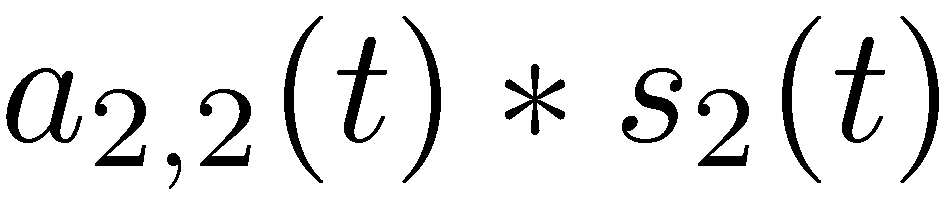 a_{2,2}(t) * s_2(t)